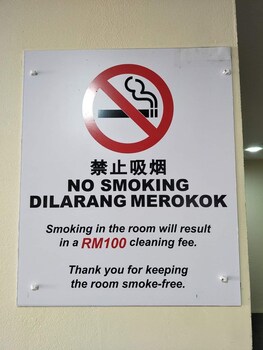 禁止吸烟
NO SMOKING
DILARANG MEROKOK
Smoking in the room will result
in a RM100 cleaning fee.
Thank you for keeping
the room smoke-free.